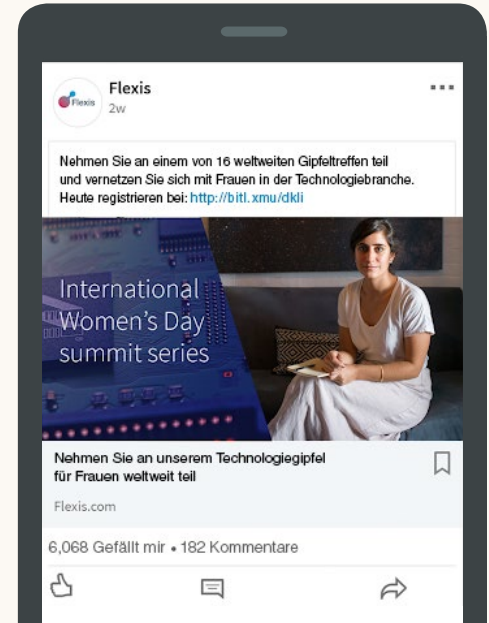 Flexis
Flexis
2w
Nehmen Sie an einem von 16 weltweiten Gipfeltreffen teil
und vernetzen Sie sich mit Frauen in der Technologiebranche.
Heute registrieren bei: http://bitl.xmu/dkli
International
Women's Day
summit series
Nehmen Sie an unserem Technologiegipfel
für Frauen weltweit teil
Flexis.com
6,068 Gefällt mir • 182 Kommentare